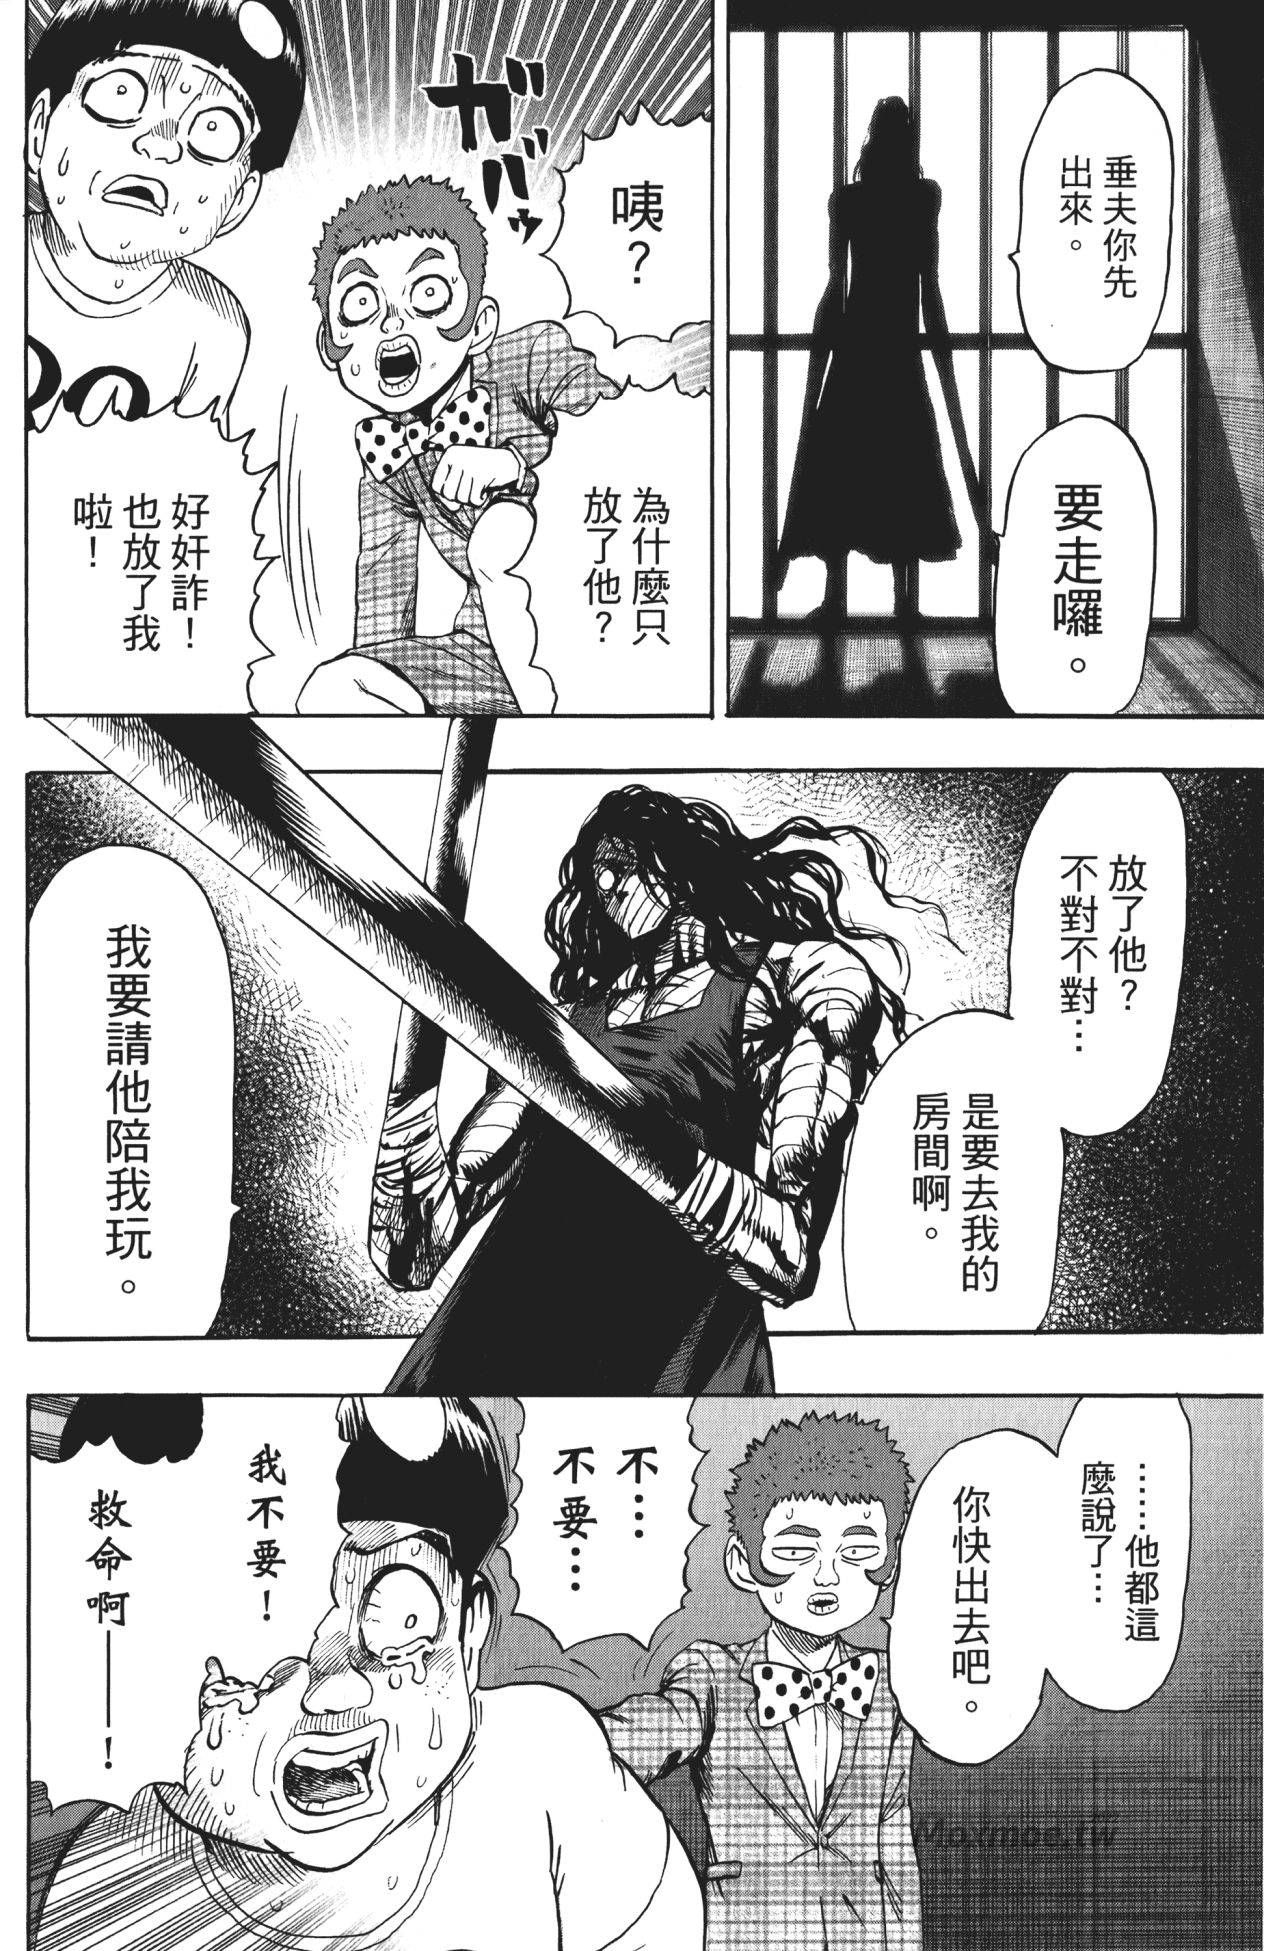 垂夫你先
出來。
要走囉。
咦？
ガガッ
為什麼只
放了他？
好奸詐！
也放了我
啦！
放了他？
不對不對⋯
是要去我的
房間啊。
我要請他陪我玩。
⋯⋯他都這
麼說了⋯
你快出去吧。
不⋯
不要⋯
我不要！
救命啊——！
Maxmoe.tw